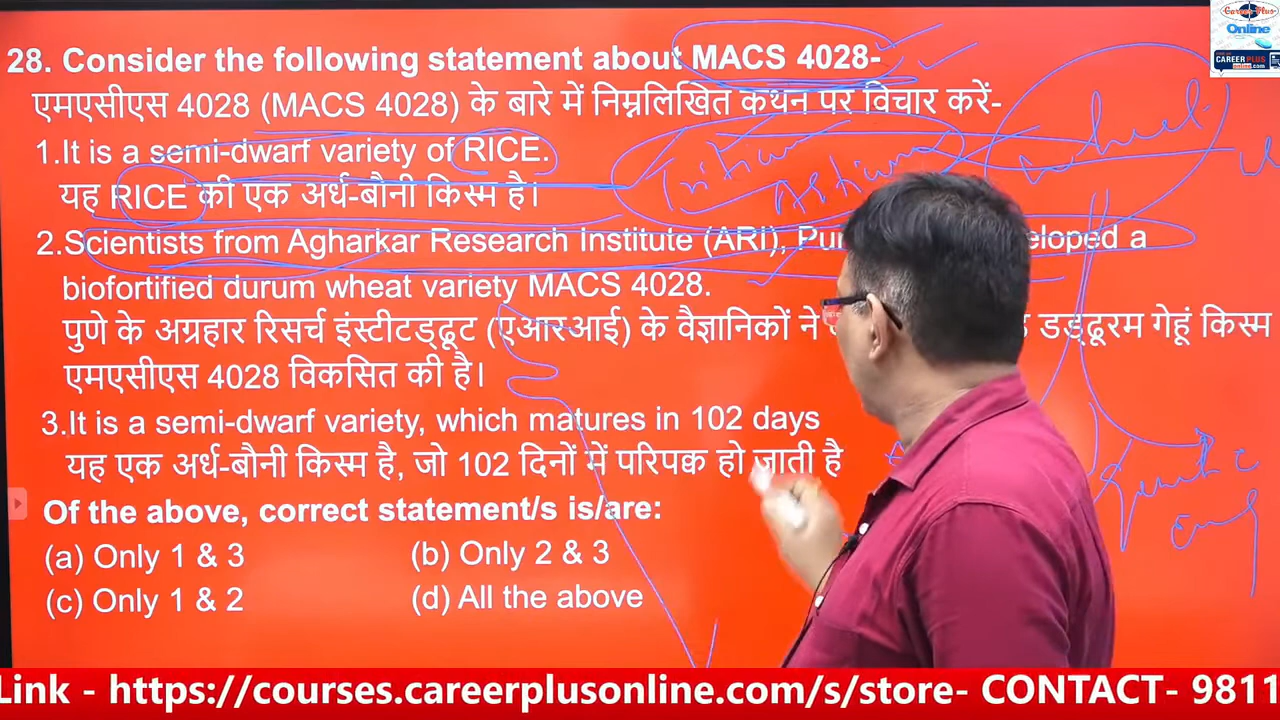 Career Plus
Online
CAREER PLUS
online.com
28. Consider the following statement about MACS 4028-
एमएसीएस 4028 (MACS 4028) के बारे में निम्नलिखित कथन पर विचार करें-
1.It is a semi-dwarf variety of RICE.
यह RICE की एक अर्ध-बौनी किस्म है।
2.Scientists from Agharkar Research Institute (ARI), a
biofortified durum wheat variety MACS 4028.
पुणे के अग्रहार रिसर्च इंस्टीटड्ढूट (एआरआई) के वैज्ञानिकों ने डड्ढूरम गेहूं किस्म
एमएसीएस 4028 विकसित की है।
3.It is a semi-dwarf variety, which matures in 102 days
यह एक अर्ध-बौनी किस्म है, जो 102 दिनों में परिपक्व हो जाती है
Of the above, correct statement/s is/are:
(a) Only 1 & 3 (b) Only 2 & 3
(c) Only 1 & 2 (d) All the above
Link - https://courses.careerplusonline.com/s/store- CONTACT- 9811